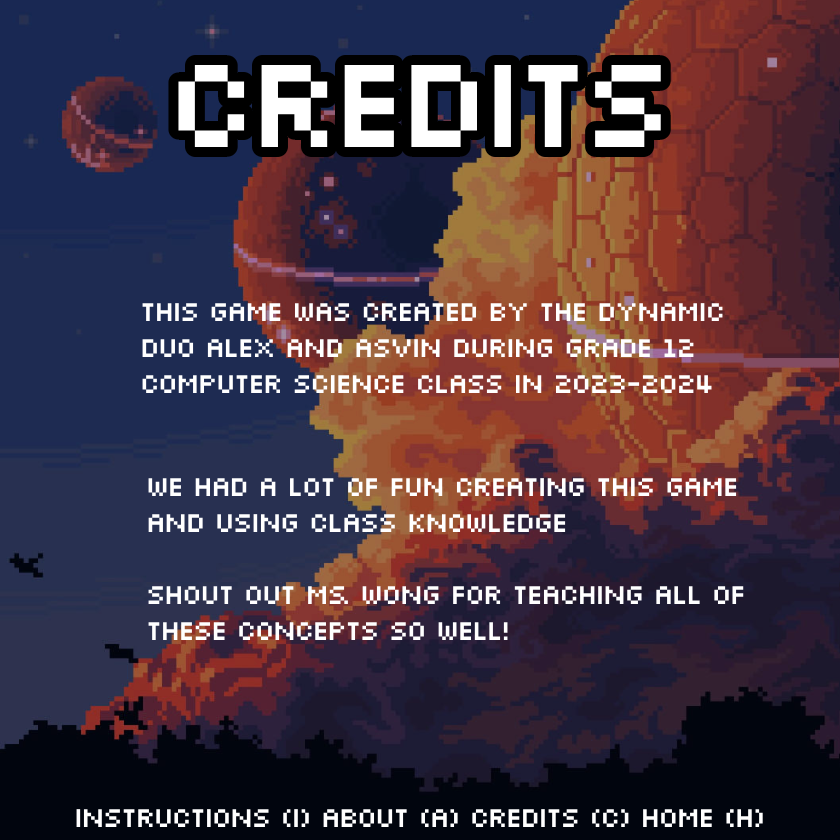 CREDITS
THIS GAME WAS CREATED BY THE DYNAMIC
DUO ALEX AND ASVIN DURING GRADE 12
COMPUTER SCIENCE CLASS IN 2023-2024
WE HAD A LOT OF FUN CREATING THIS GAME
AND USING CLASS KNOWLEDGE
SHOUT OUT MS. WONG FOR TEACHING ALL OF
THESE CONCEPTS SO WELL!
INSTRUCTIONS (I) ABOUT (A) CREDITS (C) HOME (H)